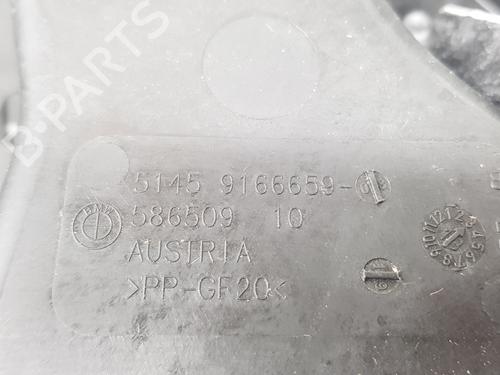 B-PARTS
5145 9166659-
586509 10
AUSTRIA
>PP-GF20<